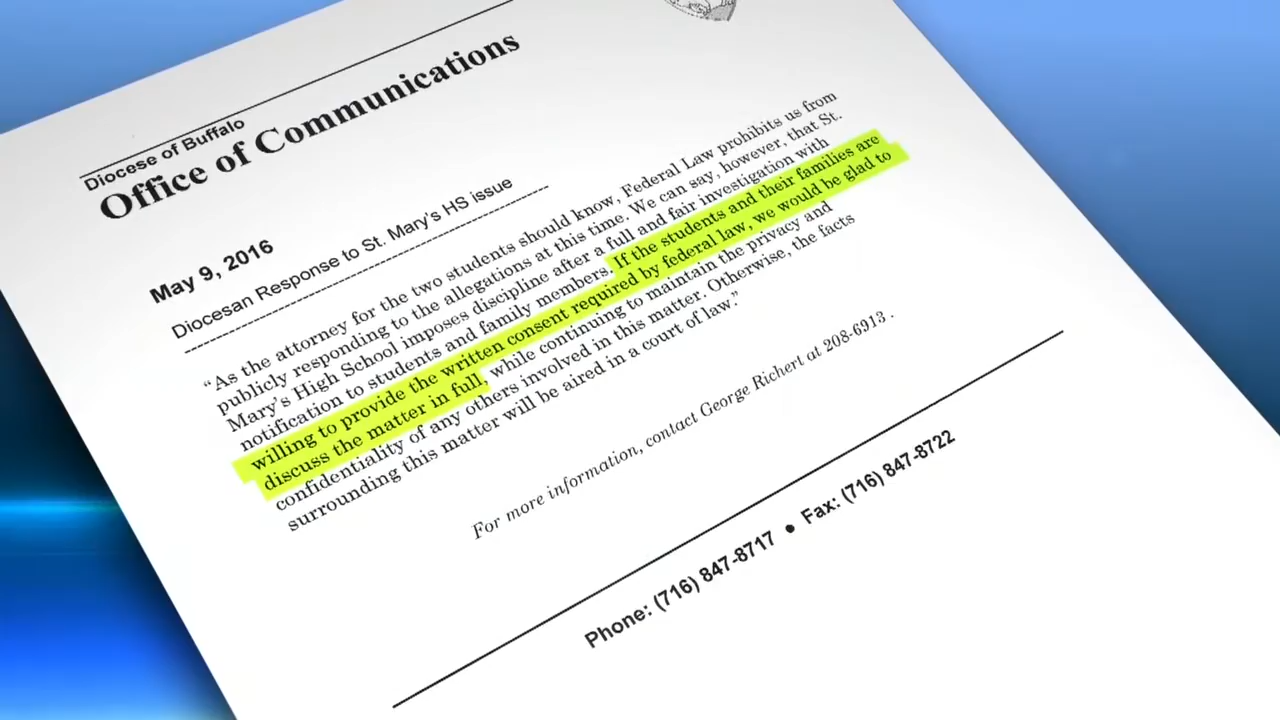 Diocese of Buffalo
Office of Communications
May 9, 2016
Diocesan Response to St. Mary's HS issue
"As the attorney for the two students should know, Federal Law prohibits us from
publicly responding to the allegations at this time. We can say, however, that St.
Mary's High School imposes discipline after a full and fair investigation with
notification to students and family members. If the students and their families are
willing to provide the written consent required by federal law, we would be glad to
discuss the matter in full, while continuing to maintain the privacy and
confidentiality of any others involved in this matter. Otherwise, the facts
surrounding this matter will be aired in a court of law."
For more information, contact George Richert at 208-6913 .
Phone: (716) 847-8717 ● Fax: (716) 847-8722